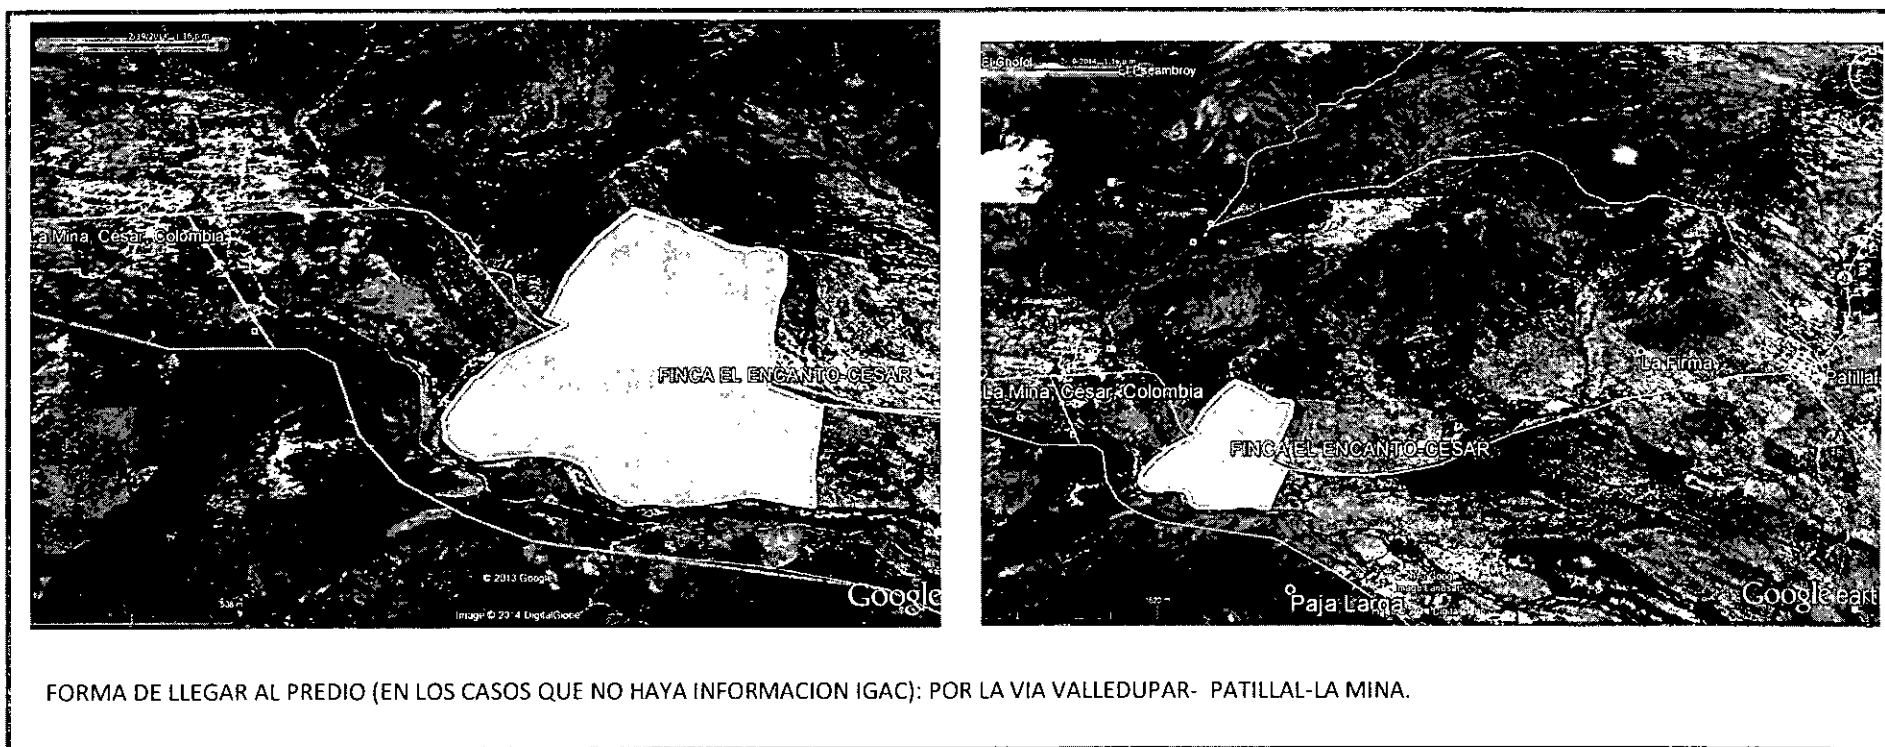 La Mina, Cesar, Colombia
FINCA EL ENCANTO-CESAR
© 2013 Google
Image © 2014 DigitalGlobe
Google
La Mina, Cesar, Colombia
FINCA EL ENCANTO-CESAR
La Firma
Patillal
Paja Larga
Google eart
FORMA DE LLEGAR AL PREDIO (EN LOS CASOS QUE NO HAYA INFORMACION IGAC): POR LA VIA VALLEDUPAR- PATILLAL-LA MINA.